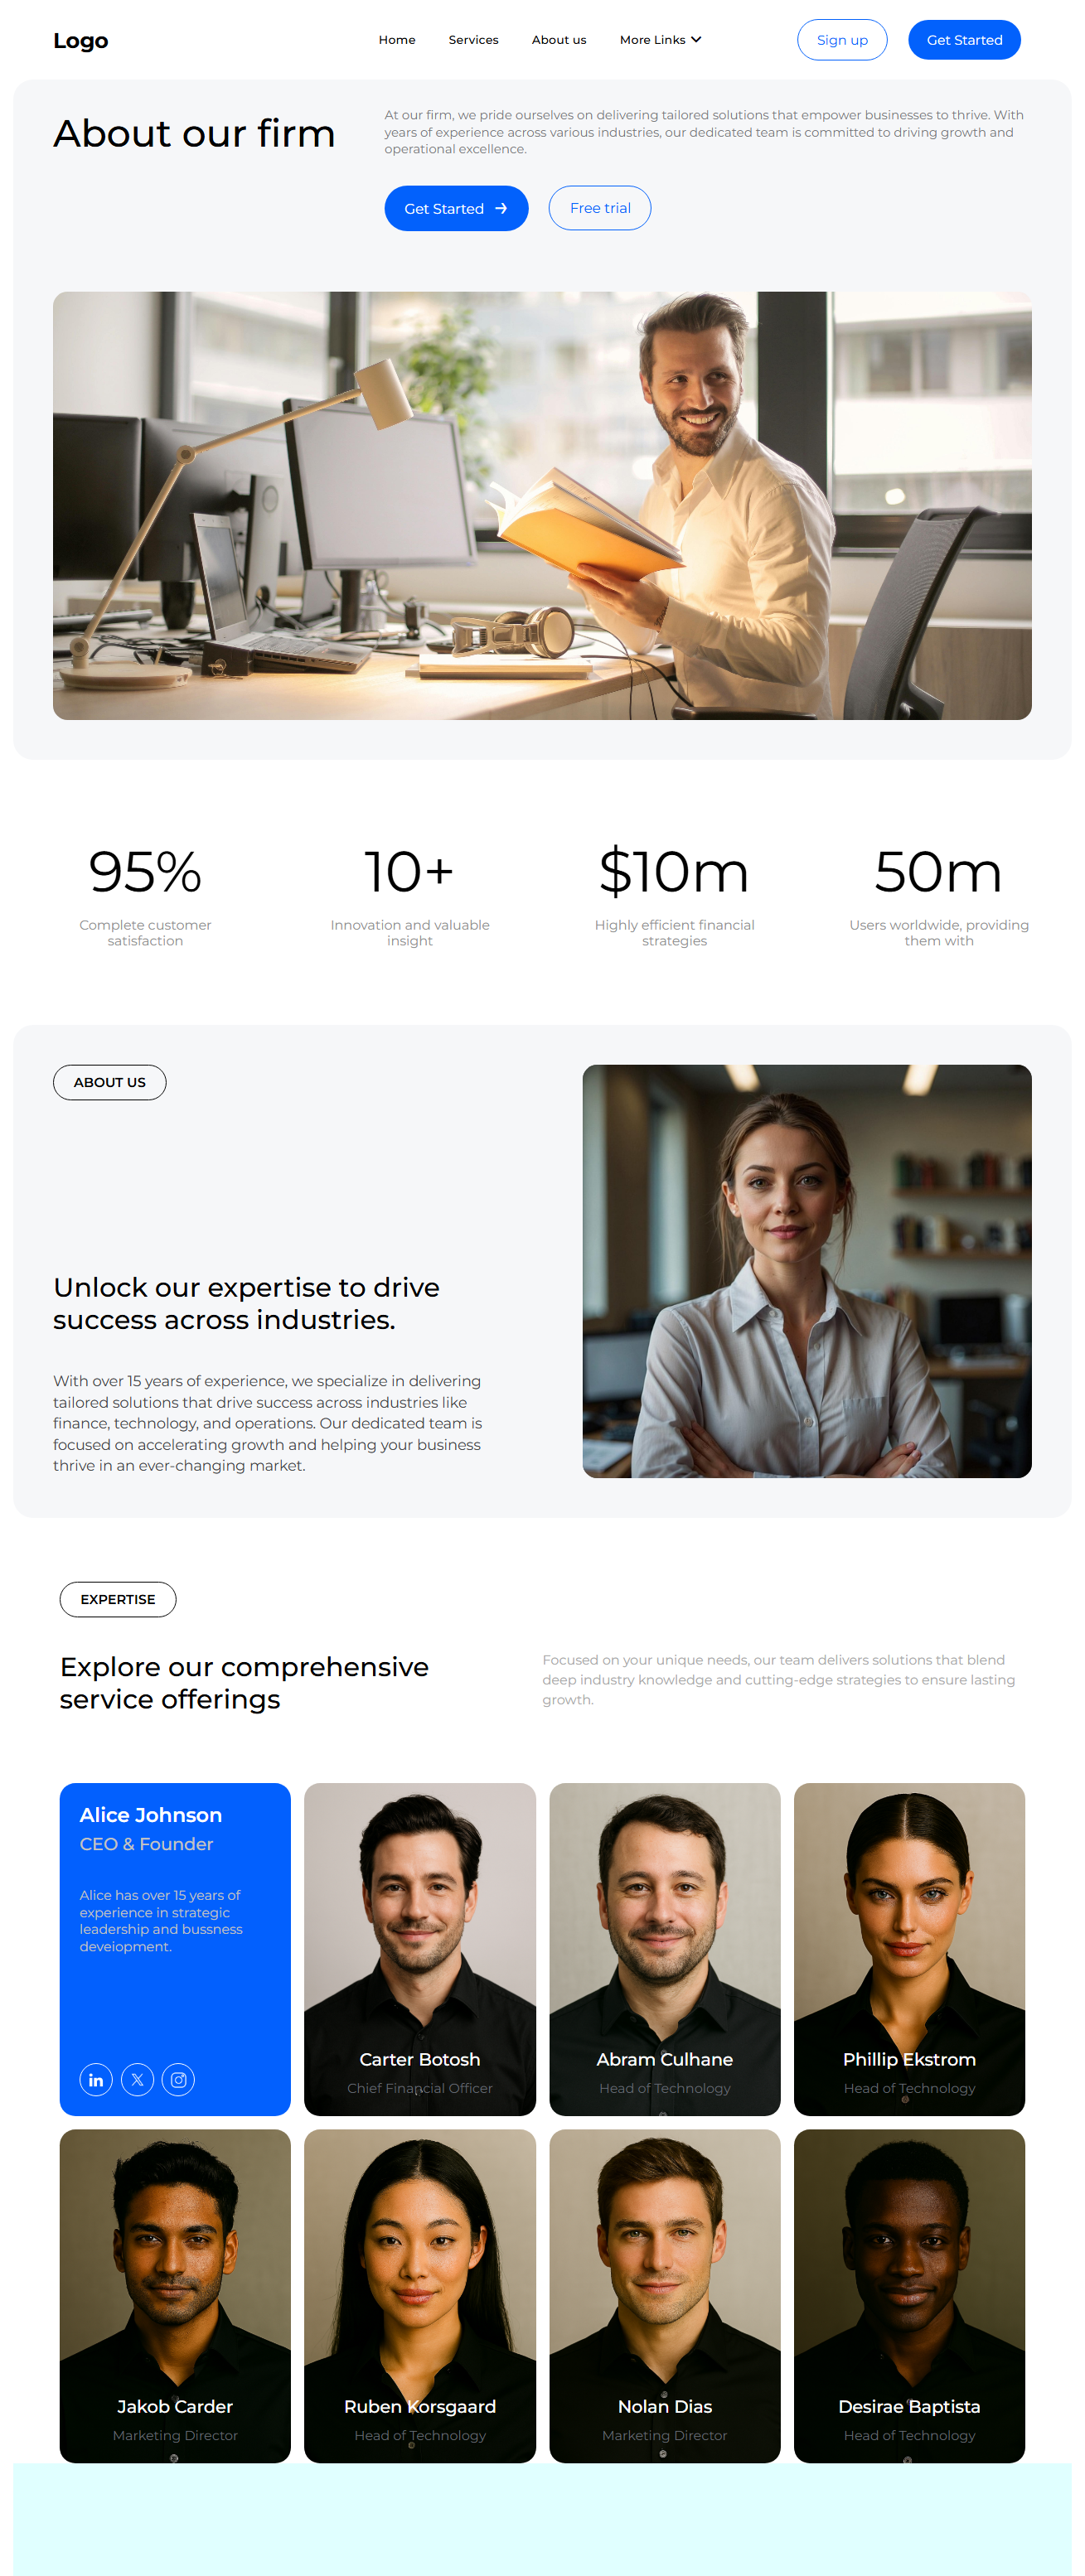 Logo
Home
Services
About us
More Links
Sign up
Get Started
About our firm
At our firm, we pride ourselves on delivering tailored solutions that empower businesses to thrive. With
years of experience across various industries, our dedicated team is committed to driving growth and
operational excellence.
Get Started
Free trial
95%
Complete customer
satisfaction
10+
Innovation and valuable
insight
$10m
Highly efficient financial
strategies
50m
Users worldwide, providing
them with
ABOUT US
Unlock our expertise to drive
success across industries.
With over 15 years of experience, we specialize in delivering
tailored solutions that drive success across industries like
finance, technology, and operations. Our dedicated team is
focused on accelerating growth and helping your business
thrive in an ever-changing market.
EXPERTISE
Explore our comprehensive
service offerings
Focused on your unique needs, our team delivers solutions that blend
deep industry knowledge and cutting-edge strategies to ensure lasting
growth.
Alice Johnson
CEO & Founder
Alice has over 15 years of
experience in strategic
leadership and bussness
deveiopment.
Carter Botosh
Chief Financial Officer
Abram Culhane
Head of Technology
Phillip Ekstrom
Head of Technology
Jakob Carder
Marketing Director
Ruben Korsgaard
Head of Technology
Nolan Dias
Marketing Director
Desirae Baptista
Head of Technology